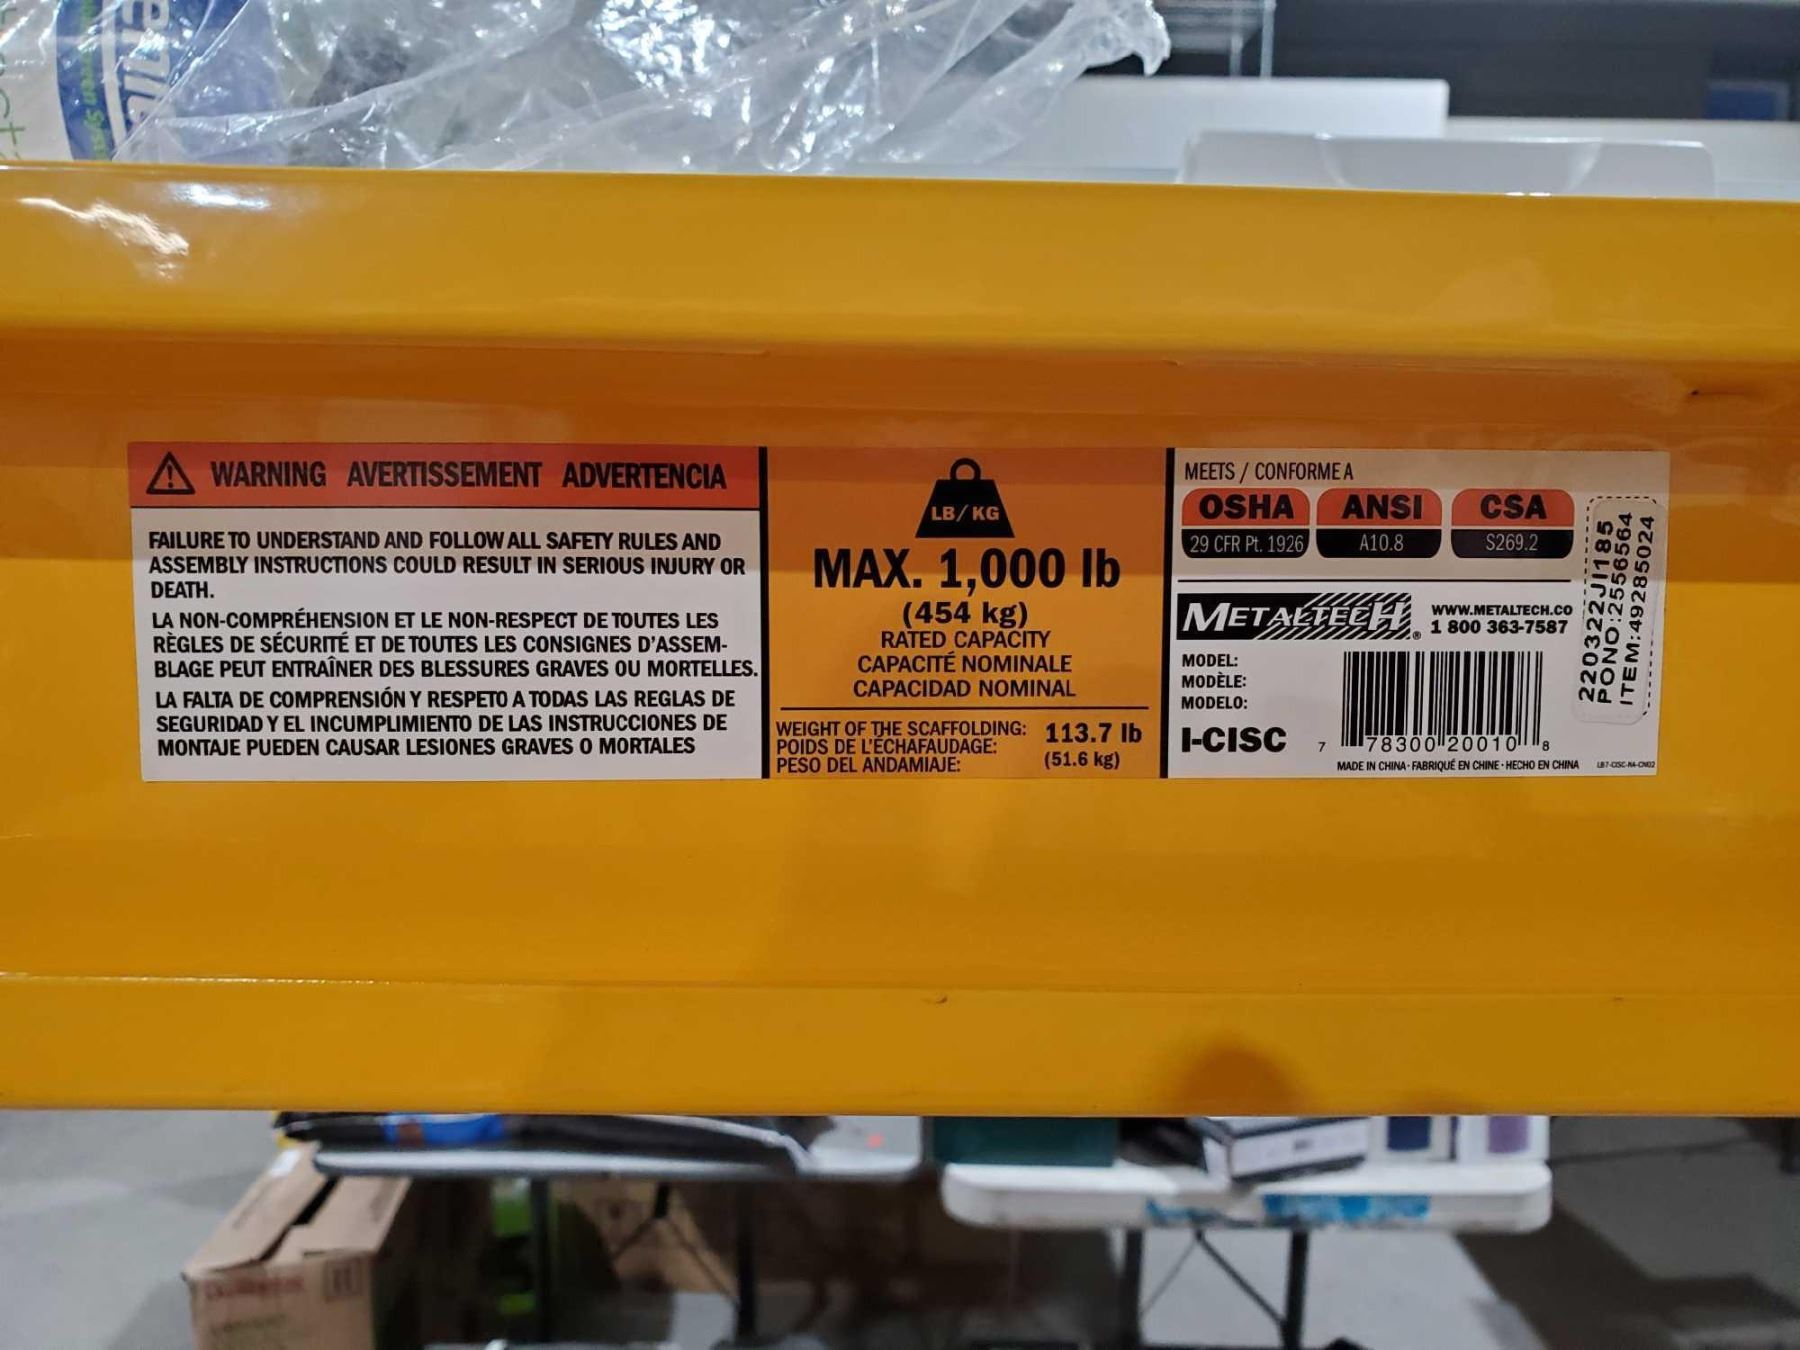 WARNING AVERTISSEMENT ADVERTENCIA
FAILURE TO UNDERSTAND AND FOLLOW ALL SAFETY RULES AND
ASSEMBLY INSTRUCTIONS COULD RESULT IN SERIOUS INJURY OR
DEATH.
LA NON-COMPRÉHENSION ET LE NON-RESPECT DE TOUTES LES
RÈGLES DE SÉCURITÉ ET DE TOUTES LES CONSIGNES D'ASSEM-
BLAGE PEUT ENTRAÎNER DES BLESSURES GRAVES OU MORTELLES.
LA FALTA DE COMPRENSIÓN Y RESPETO A TODAS LAS REGLAS DE
SEGURIDAD Y EL INCUMPLIMIENTO DE LAS INSTRUCCIONES DE
MONTAJE PUEDEN CAUSAR LESIONES GRAVES O MORTALES
LB/KG
MAX. 1,000 lb
(454 kg)
RATED CAPACITY
CAPACITÉ NOMINALE
CAPACIDAD NOMINAL
WEIGHT OF THE SCAFFOLDING:
POIDS DE L'ÉCHAFAUDAGE:
PESO DEL ANDAMIAJE:
113.7 lb
(51.6 kg)
MEETS / CONFORME A
OSHA ANSI CSA
29 CFR Pt. 1926 A10.8 S269.2
METALTECH®
WWW.METALTECH.CO
1 800 363-7587
MODEL:
MODÈLE:
MODELO:
I-CISC
7 78300 20010 8
MADE IN CHINA · FABRIQUÉ EN CHINE · HECHO EN CHINA
LB7-CISC-NA-CN02
220322JI185
PONO:2556564
ITEM:49285024